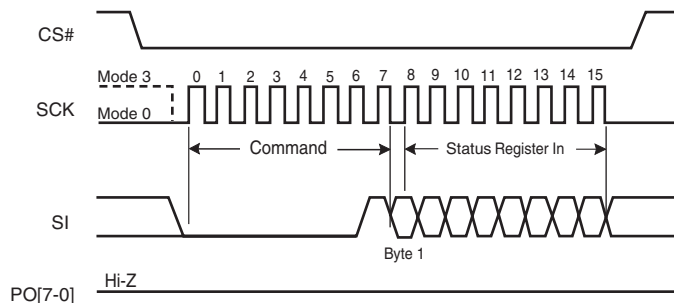 CS#
Mode 3
0 1 2 3 4 5 6 7 8 9 10 11 12 13 14 15
SCK
Mode 0
Command
Status Register In
SI
Byte 1
Hi-Z
PO[7-0]